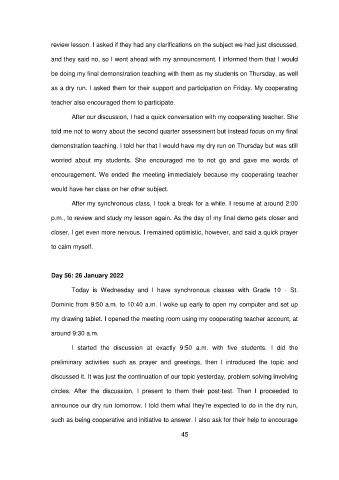 review lesson. I asked if they had any clarifications on the subject we had just discussed,
and they said no, so I went ahead with my announcement. I informed them that I would
be doing my final demonstration teaching with them as my students on Thursday, as well
as a dry run. I asked them for their support and participation on Friday. My cooperating
teacher also encouraged them to participate.
After our discussion, I had a quick conversation with my cooperating teacher. She
told me not to worry about the second quarter assessment but instead focus on my final
demonstration teaching. I told her that I would have my dry run on Thursday but was still
worried about my students. She encouraged me to not go and gave me words of
encouragement. We ended the meeting immediately because my cooperating teacher
would have her class on her other subject.
After my synchronous class, I took a break for a while. I resume at around 2:00
p.m., to review and study my lesson again. As the day of my final demo gets closer and
closer, I get even more nervous. I remained optimistic, however, and said a quick prayer
to calm myself.
Day 56: 26 January 2022
Today is Wednesday and I have synchronous classes with Grade 10 - St.
Dominic from 9:50 a.m. to 10:40 a.m. I woke up early to open my computer and set up
my drawing tablet. I opened the meeting room using my cooperating teacher account, at
around 9:30 a.m.
I started the discussion at exactly 9:50 a.m. with five students. I did the
preliminary activities such as prayer and greetings, then I introduced the topic and
discussed it. It was just the continuation of our topic yesterday, problem solving involving
circles. After the discussion, I present to them their post-test. Then I proceeded to
announce our dry run tomorrow. I told them what they're expected to do in the dry run,
such as being cooperative and initiative to answer. I also ask for their help to encourage
45